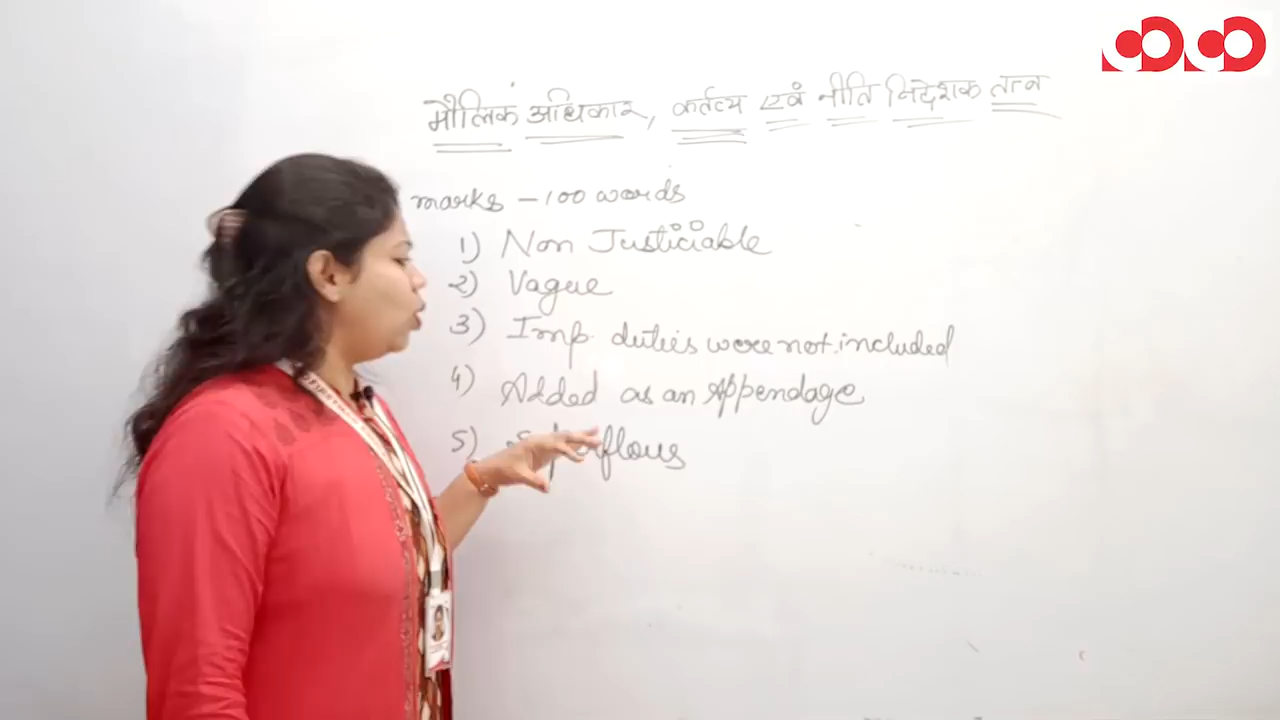 मौलिक अधिकार, कर्तव्य एवं नीति निदेशक तत्व
marks - 100 words
1) Non Justiciable
2) Vague
3) Imp. duties were not included
4) Added as an Appendage
5)